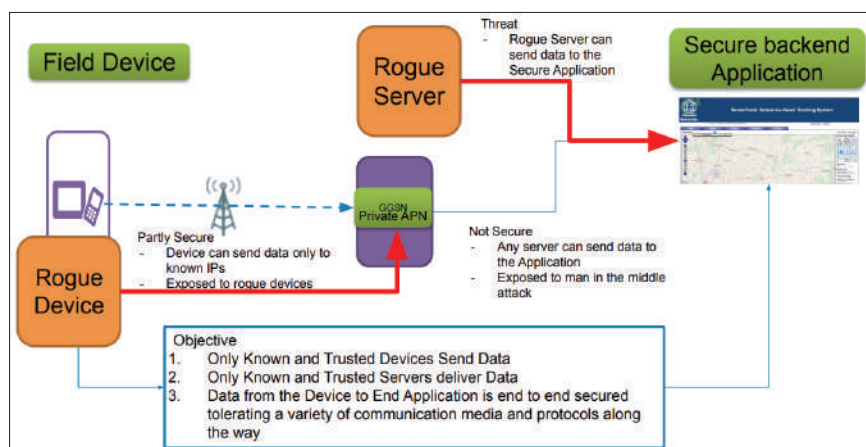 Field Device
Rogue
Server
Threat
- Rogue Server can
send data to the
Secure Application
Secure backend
Application
GGSN
Private APN
Partly Secure
- Device can send data only to
known IPs
- Exposed to rogue devices
Not Secure
- Any server can send data to
the Application
- Exposed to man in the middle
attack
Rogue
Device
Objective
1. Only Known and Trusted Devices Send Data
2. Only Known and Trusted Servers deliver Data
3. Data from the Device to End Application is end to end secured
tolerating a variety of communication media and protocols along
the way